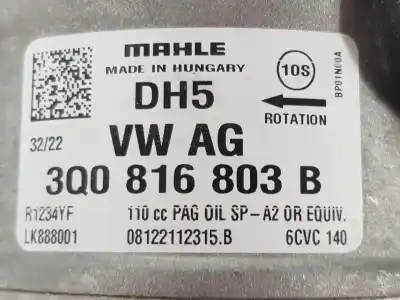 MAHLE
MADE IN HUNGARY
10S
BP01N00A
DH5
ROTATION
32/22
VW AG
3Q0 816 803 B
R1234YF
110 cc PAG OIL SP-A2 OR EQUIV.
LK888001
08122112315.B
6CVC 140